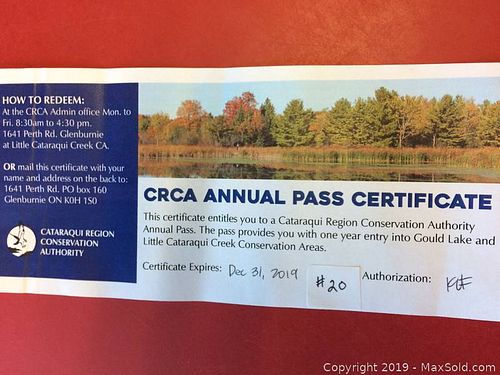 HOW TO REDEEM:
At the CRCA Admin office Mon. to
Fri. 8:30am to 4:30 pm.
1641 Perth Rd. Glenburnie
at Little Cataraqui Creek CA.
OR mail this certificate with your
name and address on the back to:
1641 Perth Rd. PO box 160
Glenburnie ON K0H 1S0
CATARAQUI REGION
CONSERVATION
AUTHORITY
CRCA ANNUAL PASS CERTIFICATE
This certificate entitles you to a Cataraqui Region Conservation Authority
Annual Pass. The pass provides you with one year entry into Gould Lake and
Little Cataraqui Creek Conservation Areas.
Certificate Expires: Dec 31, 2019 #20 Authorization:
Copyright © 2019 - MaxSold.com